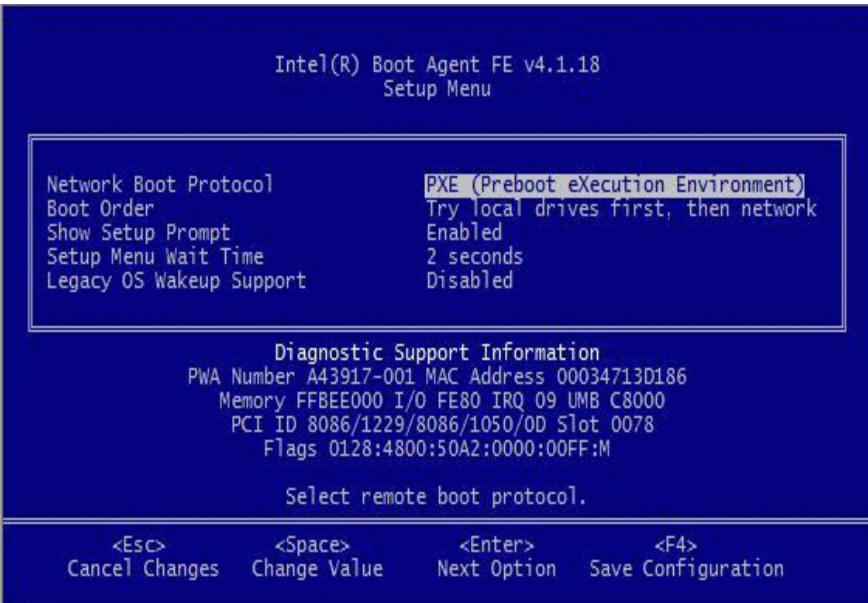 Intel(R) Boot Agent FE v4.1.18
Setup Menu
Network Boot Protocol PXE (Preboot eXecution Environment)
Boot Order Try local drives first, then network
Show Setup Prompt Enabled
Setup Menu Wait Time 2 seconds
Legacy OS Wakeup Support Disabled
Diagnostic Support Information
PWA Number A43917-001 MAC Address 00034713D186
Memory FFBEE000 I/O FE80 IRQ 09 UMB C8000
PCI ID 8086/1229/8086/1050/0D Slot 0078
Flags 0128:4800:50A2:0000:00FF:M
Select remote boot protocol.
<Esc> <Space> <Enter> <F4>
Cancel Changes Change Value Next Option Save Configuration